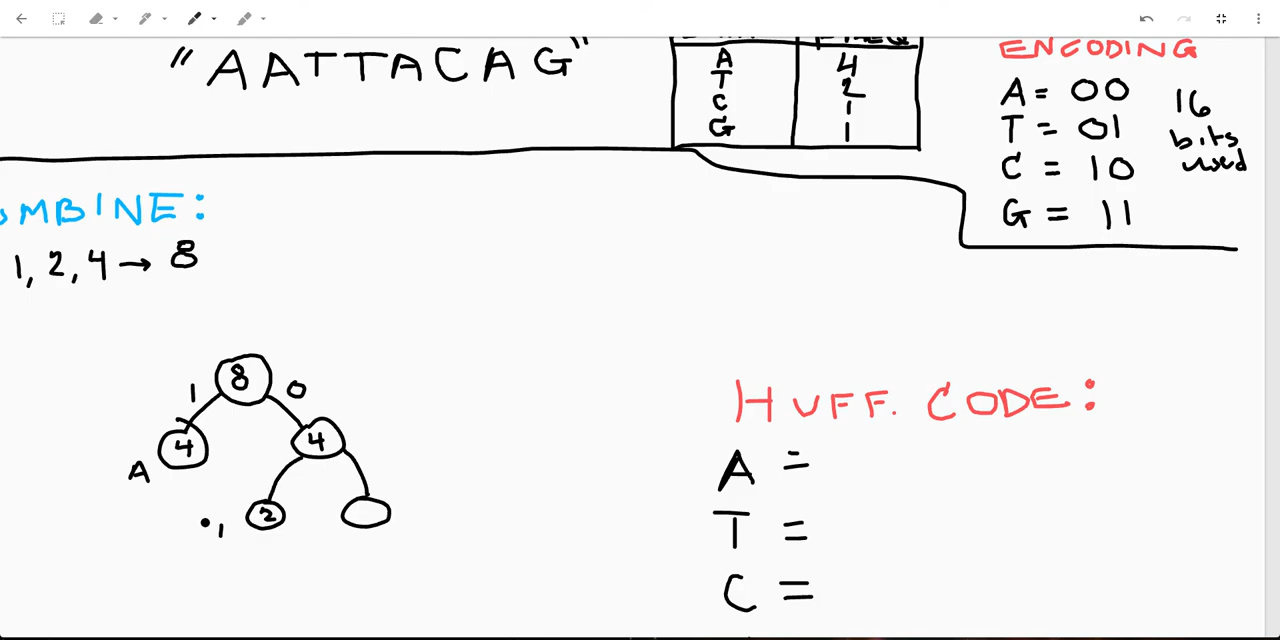 "AATTACAG"
A 4
T 2
C 1
G 1
ENCODING
A = 00
T = 01
C = 10
G = 11
16
bits
used
OMBINE:
1, 2, 4 → 8
8
1 0
4 4
A
2
1
HUFF. CODE:
A =
T =
C =